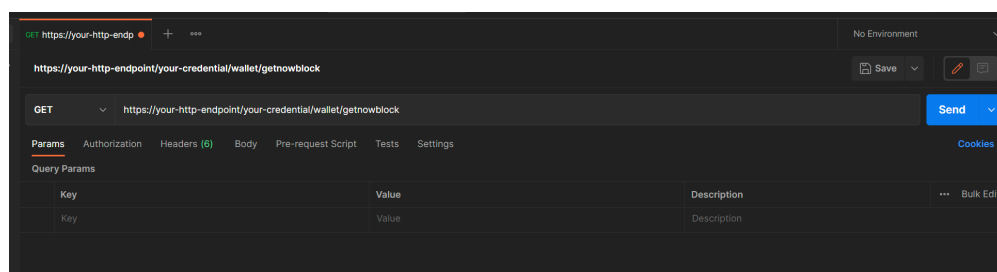 GET https://your-http-endp + ooo No Environment
https://your-http-endpoint/your-credential/wallet/getnowblock Save
GET https://your-http-endpoint/your-credential/wallet/getnowblock Send
Params Authorization Headers (6) Body Pre-request Script Tests Settings Cookies
Query Params
Key Value Description ••• Bulk Edi
Key Value Description